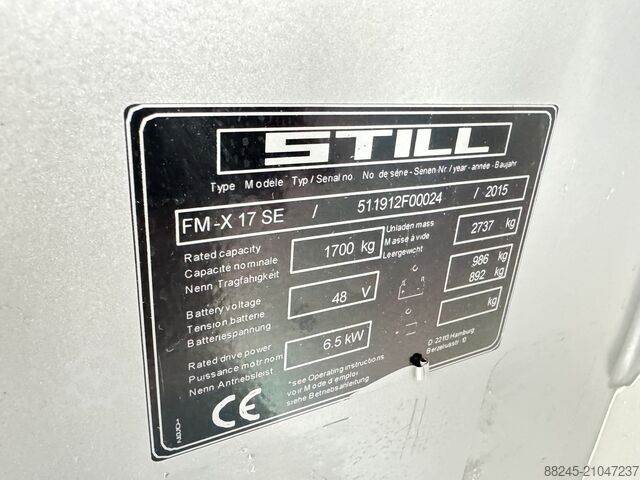 STILL
Type Modele Typ / Serial no. No de série - Serien-Nr. / year - année - Baujahr
FM-X 17 SE / 511912F00024 / 2015
Rated capacity
Capacité nominale
Nenn Tragfähigkeit
1700 kg
Unladen mass
Masse à vide
Leergewicht
2737 kg
Battery voltage
Tension batterie
Batteriespannung
48 V
986 kg
892 kg
kg
Rated drive power
Puissance motr.nom
Nenn Antriebsleist
6.5 kW
*see Operating instructions
voir Mode d'emploi
siehe Betriebsanleitung
D 22113 Hamburg
Berzeliusstr. 10
CE
88245-21047237